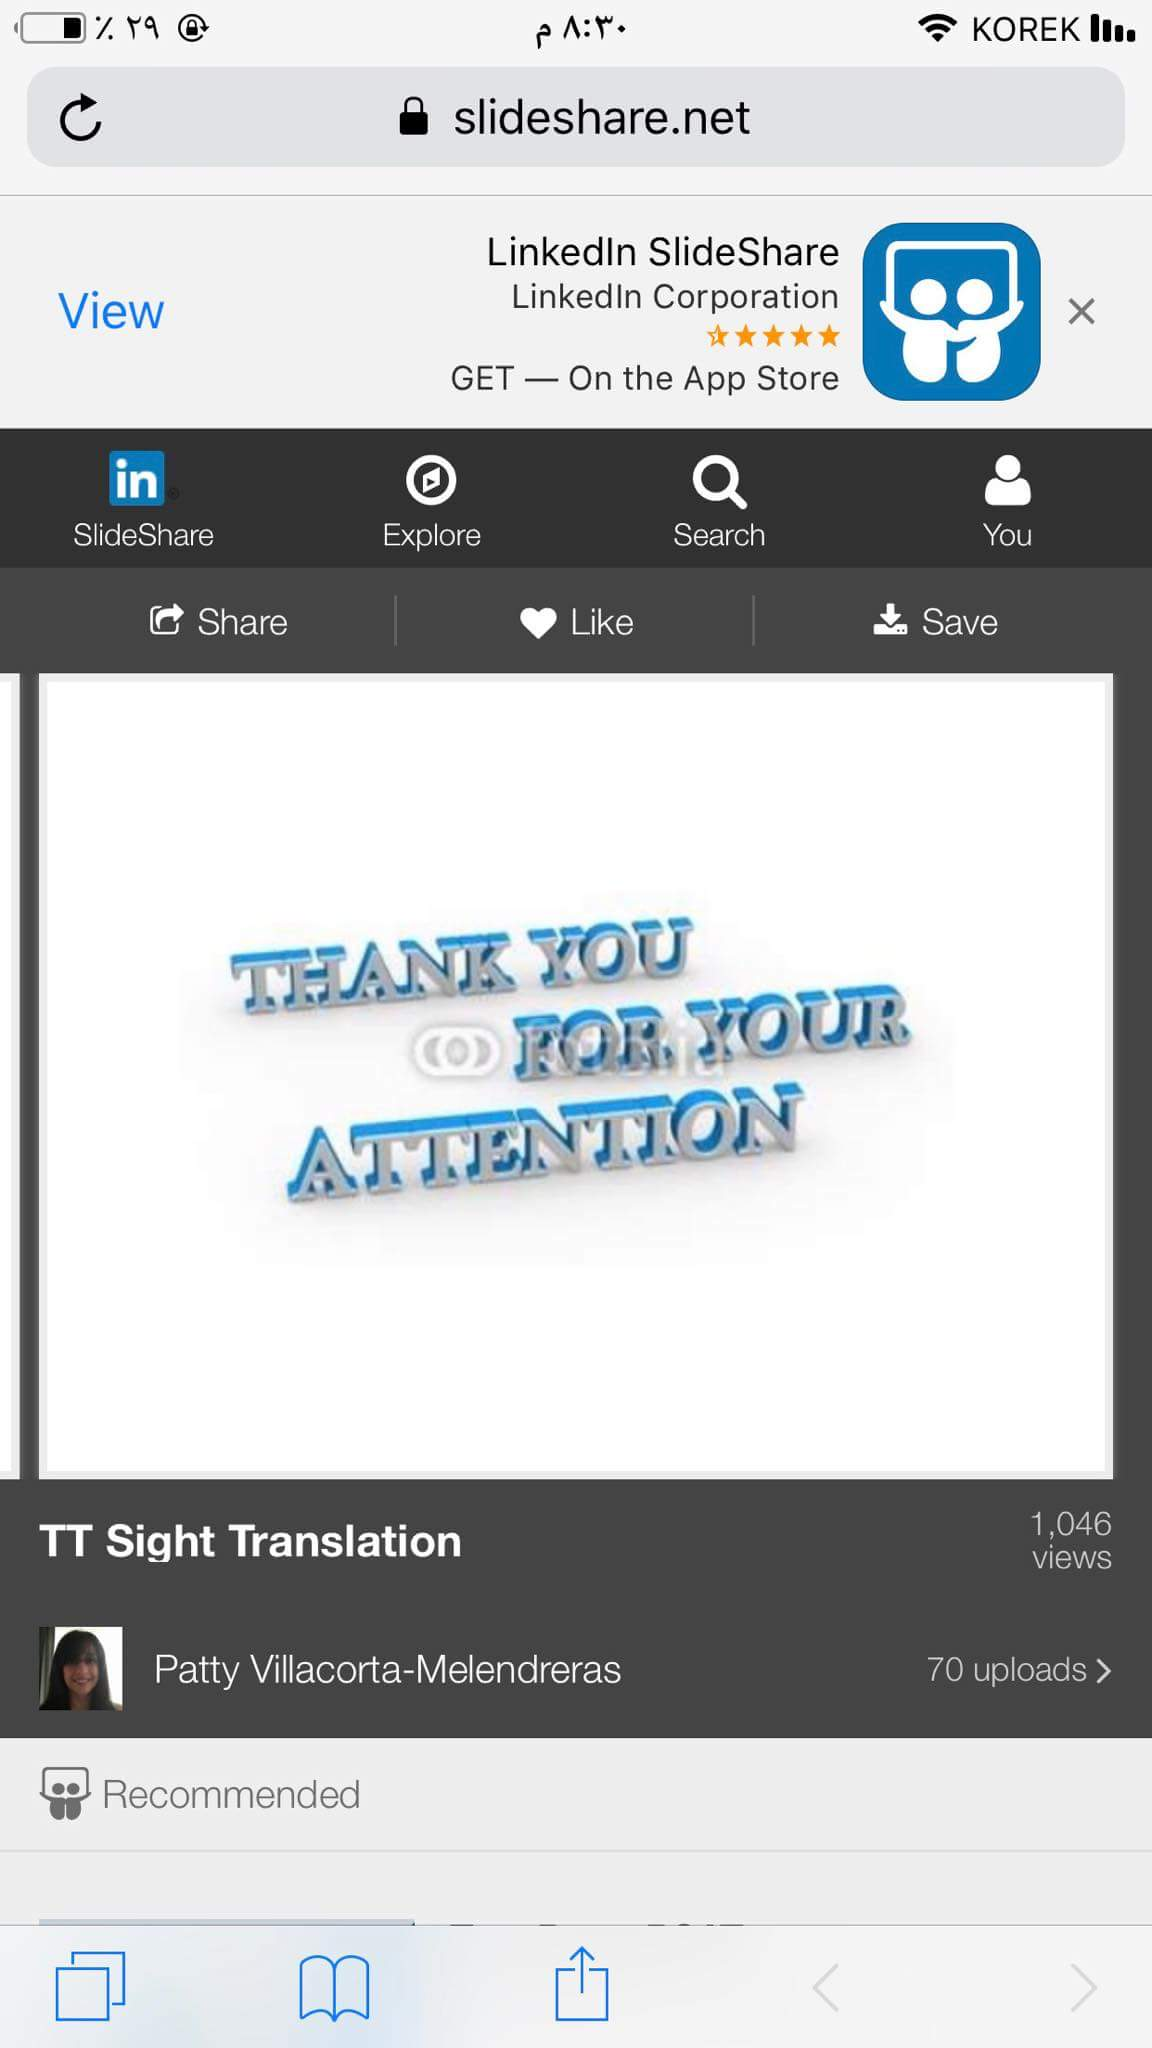 ٪ ٢٩
٨:٣٠ م
KOREK
slideshare.net
View
LinkedIn SlideShare
LinkedIn Corporation
GET — On the App Store
in
SlideShare
Explore
Search
You
Share
Like
Save
THANK YOU
FOR YOUR
ATTENTION
TT Sight Translation
1,046
views
Patty Villacorta-Melendreras
70 uploads
Recommended